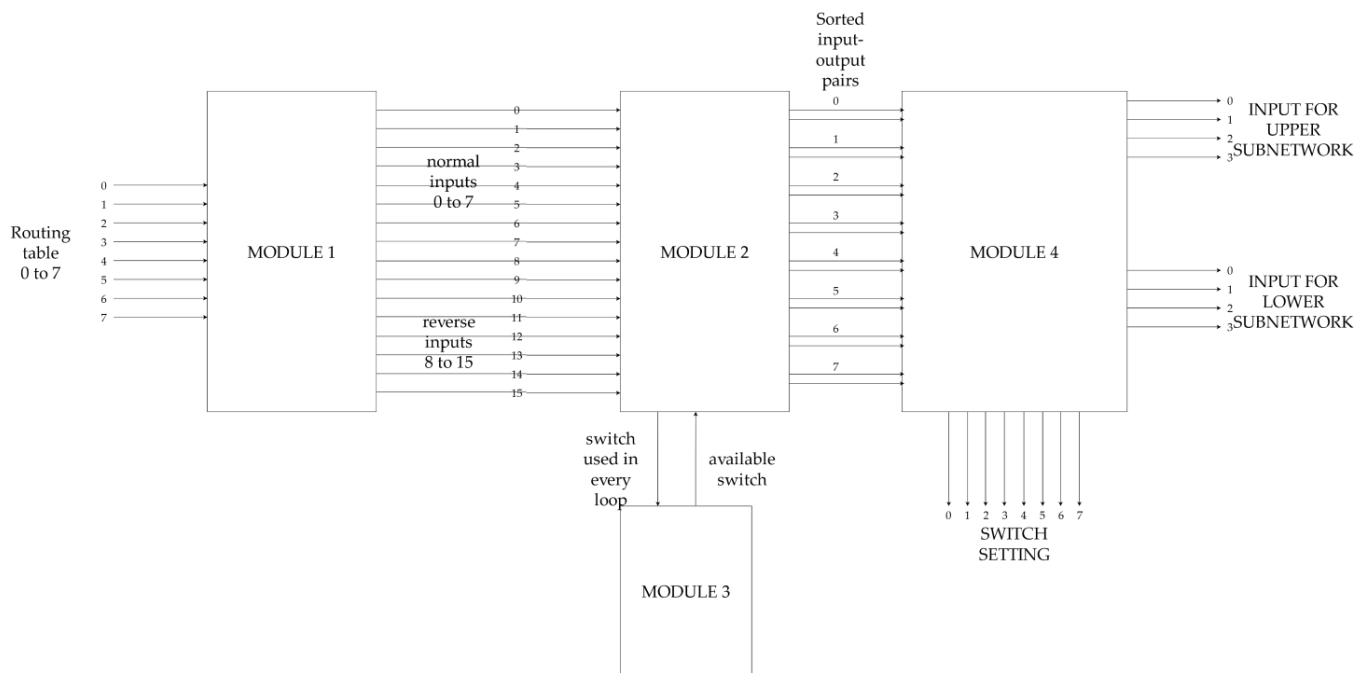 Sorted
input-
output
pairs
Routing
table
0 to 7
0
1
2
3
4
5
6
7
MODULE 1
0
1
2
3
4
5
6
7
8
9
10
11
12
13
14
15
normal
inputs
0 to 7
reverse
inputs
8 to 15
MODULE 2
0
1
2
3
4
5
6
7
MODULE 4
0
1
2
3
INPUT FOR
UPPER
SUBNETWORK
0
1
2
3
INPUT FOR
LOWER
SUBNETWORK
switch
used in
every
loop
available
switch
MODULE 3
0 1 2 3 4 5 6 7
SWITCH
SETTING